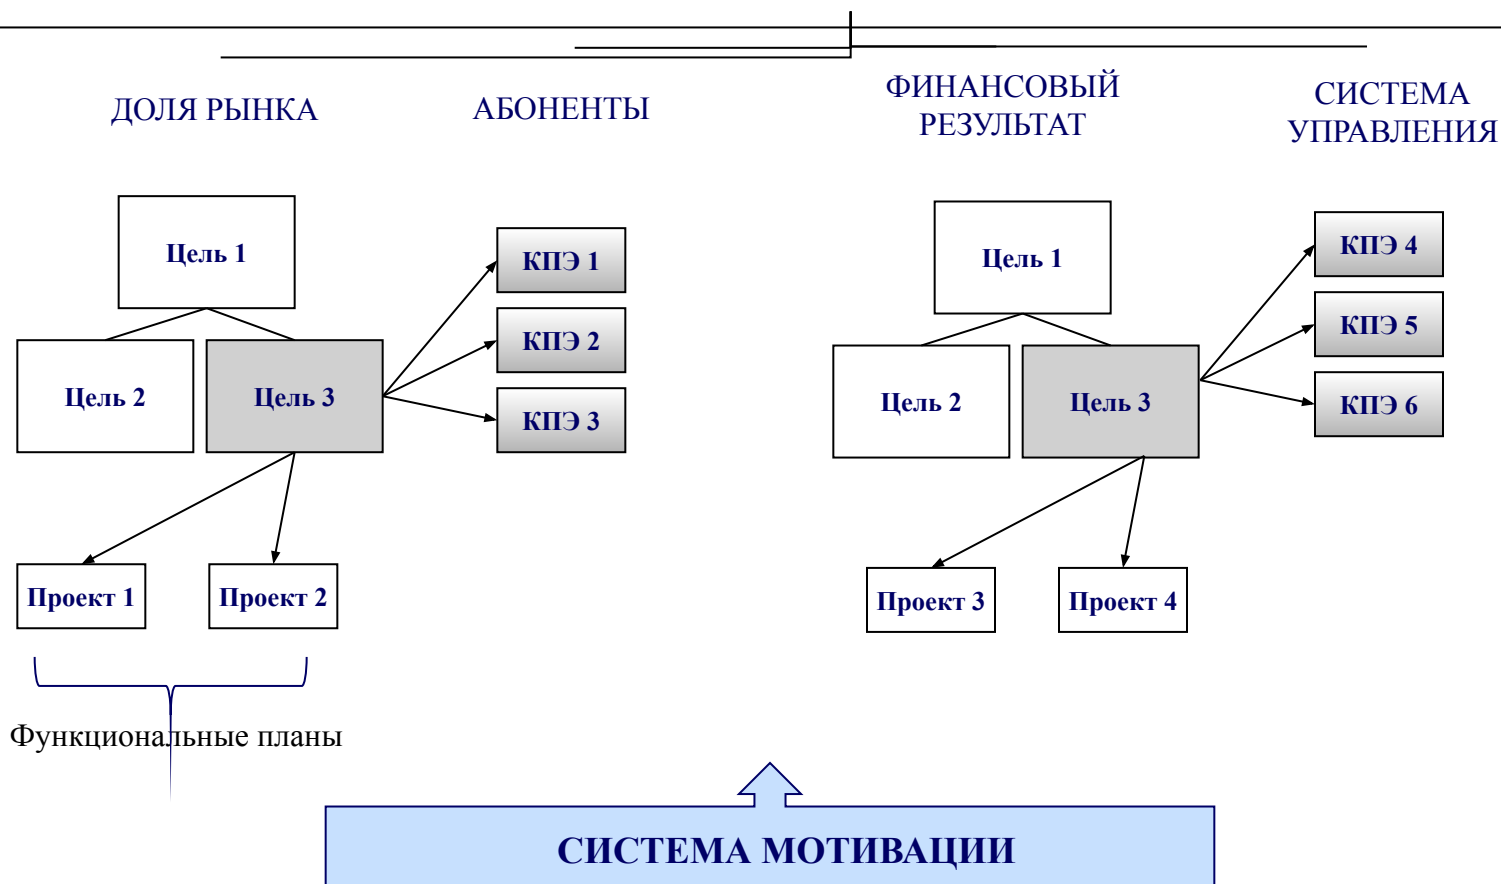 ДОЛЯ РЫНКА
АБОНЕНТЫ
ФИНАНСОВЫЙ
РЕЗУЛЬТАТ
СИСТЕМА
УПРАВЛЕНИЯ
Цель 1
Цель 2
Цель 3
КПЭ 1
КПЭ 2
КПЭ 3
Проект 1
Проект 2
Функциональные планы
Цель 1
Цель 2
Цель 3
КПЭ 4
КПЭ 5
КПЭ 6
Проект 3
Проект 4
СИСТЕМА МОТИВАЦИИ